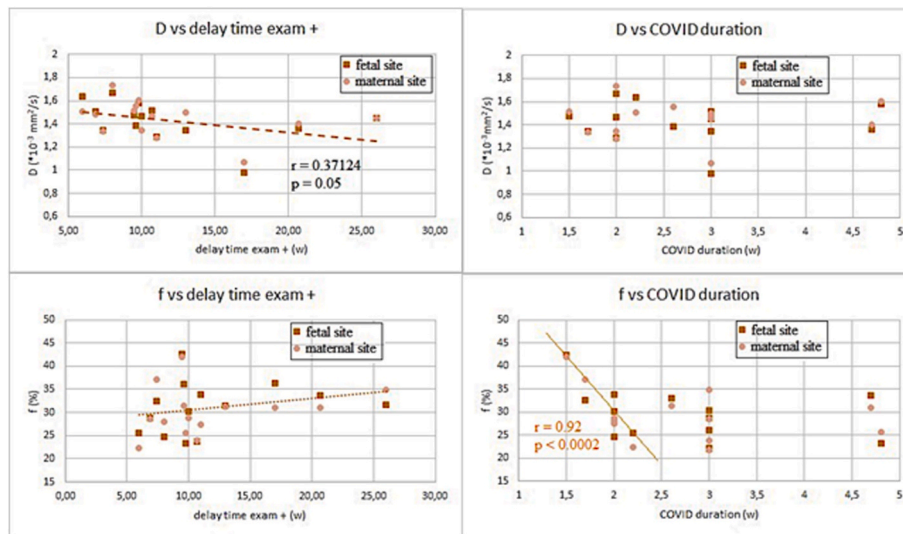 D vs delay time exam +
fetal site
maternal site
D (*10⁻³ mm²/s)
2
1,8
1,6
1,4
1,2
1
0,8
0,6
r = 0.37124
p = 0.05
5,00 10,00 15,00 20,00 25,00 30,00
delay time exam + (w)
D vs COVID duration
fetal site
maternal site
D (*10⁻³ mm²/s)
2
1,8
1,6
1,4
1,2
1
0,8
0,6
1 1,5 2 2,5 3 3,5 4 4,5 5
COVID duration (w)
f vs delay time exam +
fetal site
maternal site
f (%)
50
45
40
35
30
25
20
15
0,00 5,00 10,00 15,00 20,00 25,00 30,00
delay time exam + (w)
f vs COVID duration
fetal site
maternal site
f (%)
50
45
40
35
30
25
20
15
r = 0.92
p < 0.0002
1 1,5 2 2,5 3 3,5 4 4,5 5
COVID duration (w)